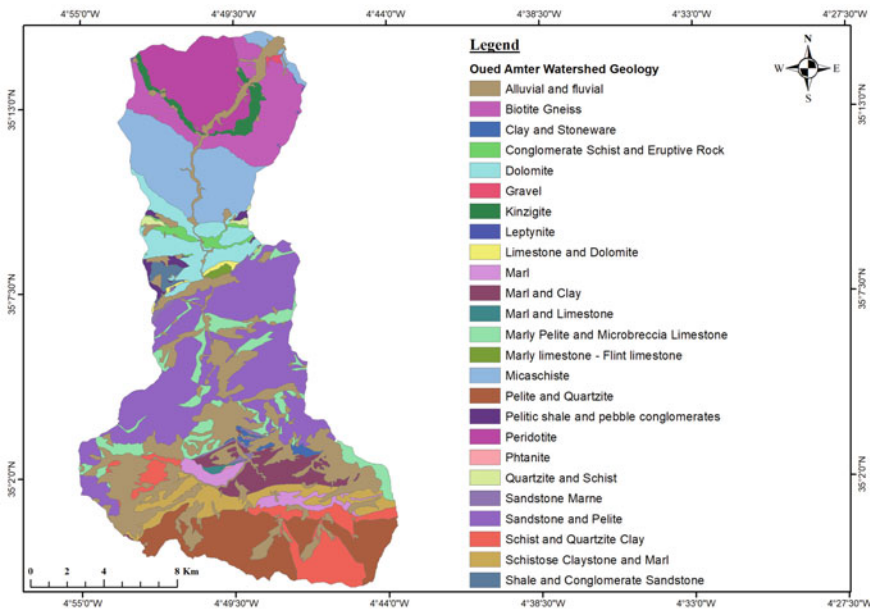 4°55'0"W 4°49'30"W 4°44'0"W 4°38'30"W 4°33'0"W 4°27'30"W
Legend
N
W E
S
Oued Amter Watershed Geology
Alluvial and fluvial
Biotite Gneiss
Clay and Stoneware
Conglomerate Schist and Eruptive Rock
Dolomite
Gravel
Kinzigite
Leptynite
Limestone and Dolomite
Marl
Marl and Clay
Marl and Limestone
Marly Pelite and Microbreccia Limestone
Marly limestone - Flint limestone
Micaschiste
Pelite and Quartzite
Pelitic shale and pebble conglomerates
Peridotite
Phtanite
Quartzite and Schist
Sandstone Marne
Sandstone and Pelite
Schist and Quartzite Clay
Schistose Claystone and Marl
Shale and Conglomerate Sandstone
35°13'0"N
35°7'30"N
35°2'0"N
35°13'0"N
35°7'30"N
35°2'0"N
0 2 4 8 Km
4°55'0"W 4°49'30"W 4°44'0"W 4°38'30"W 4°33'0"W 4°27'30"W